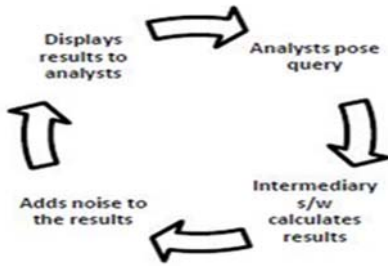 Displays
results to
analysts
Analysts pose
query
Intermediary
s/w
calculates
results
Adds noise to
the results